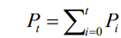 P_t = \sum_{i=0}^{t} P_i